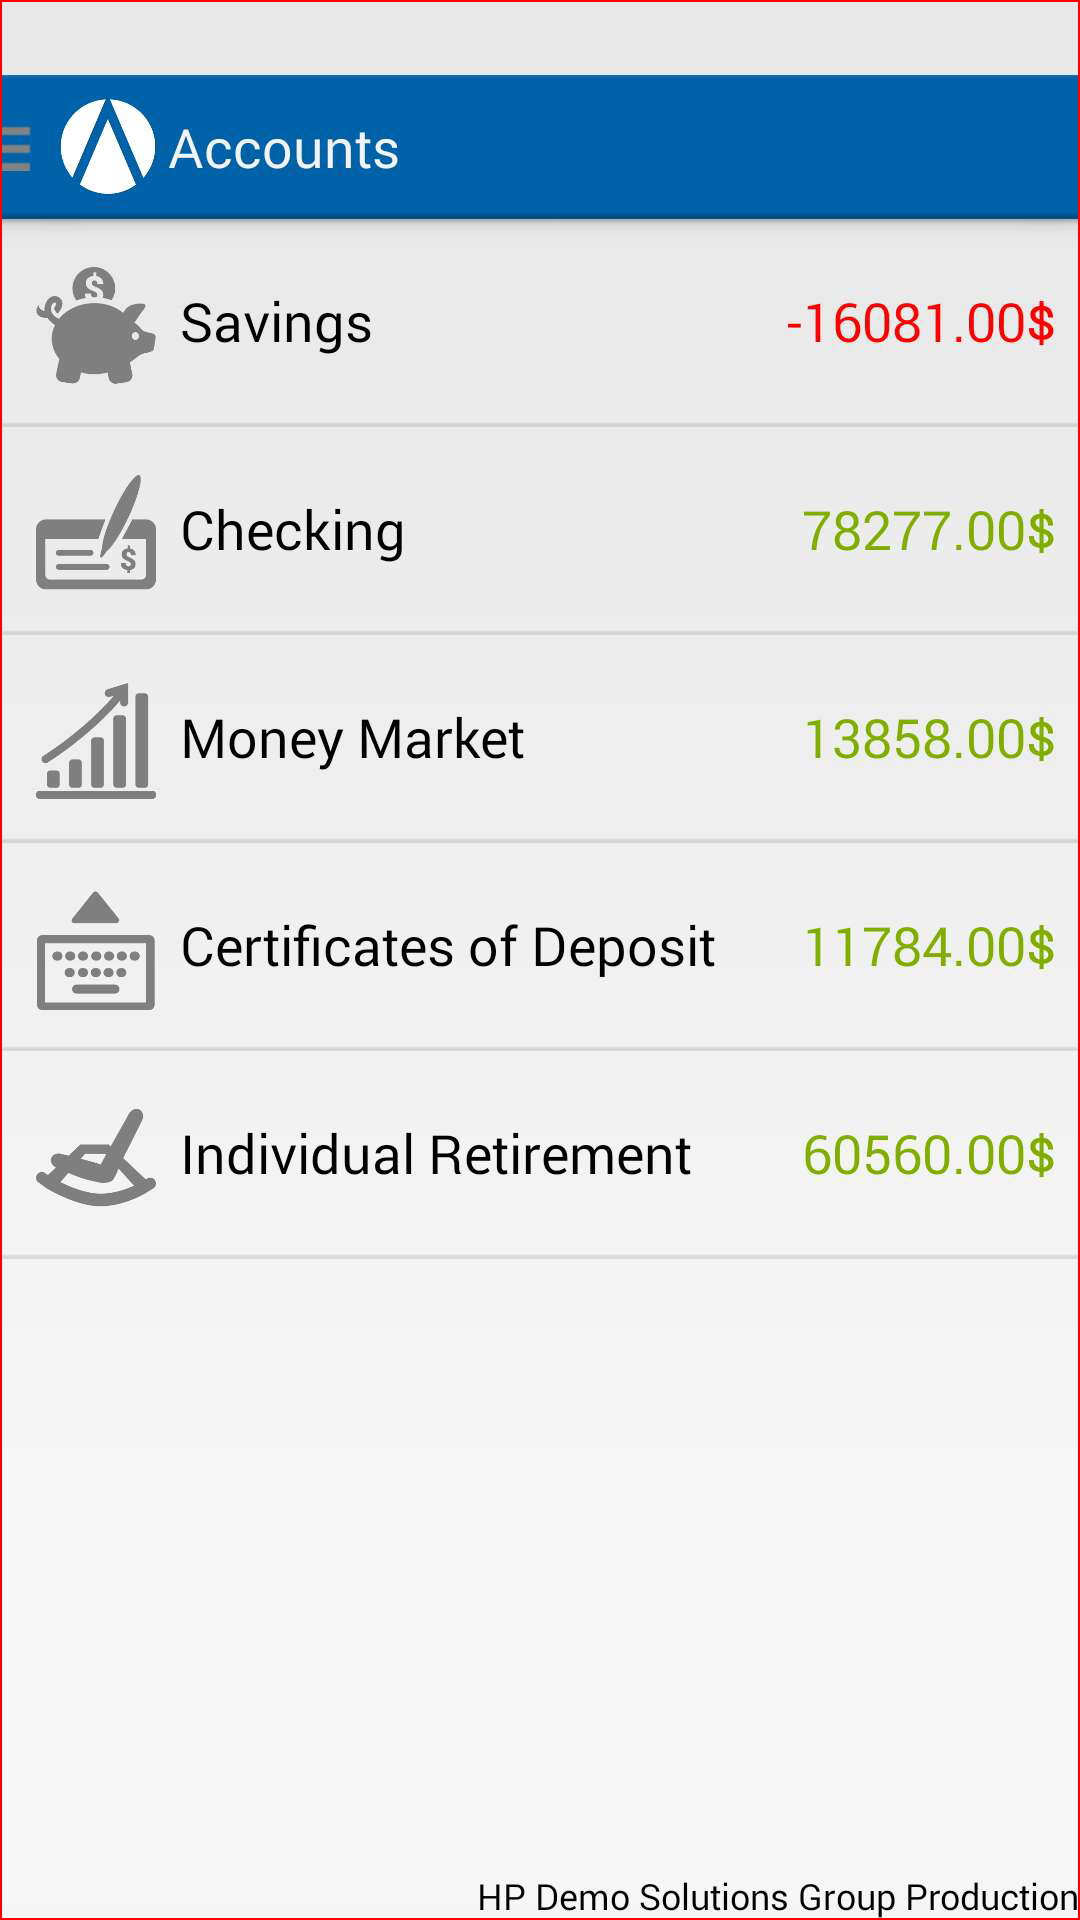 Accounts
Savings -16081.00$
Checking 78277.00$
Money Market 13858.00$
Certificates of Deposit 11784.00$
Individual Retirement 60560.00$
HP Demo Solutions Group Production